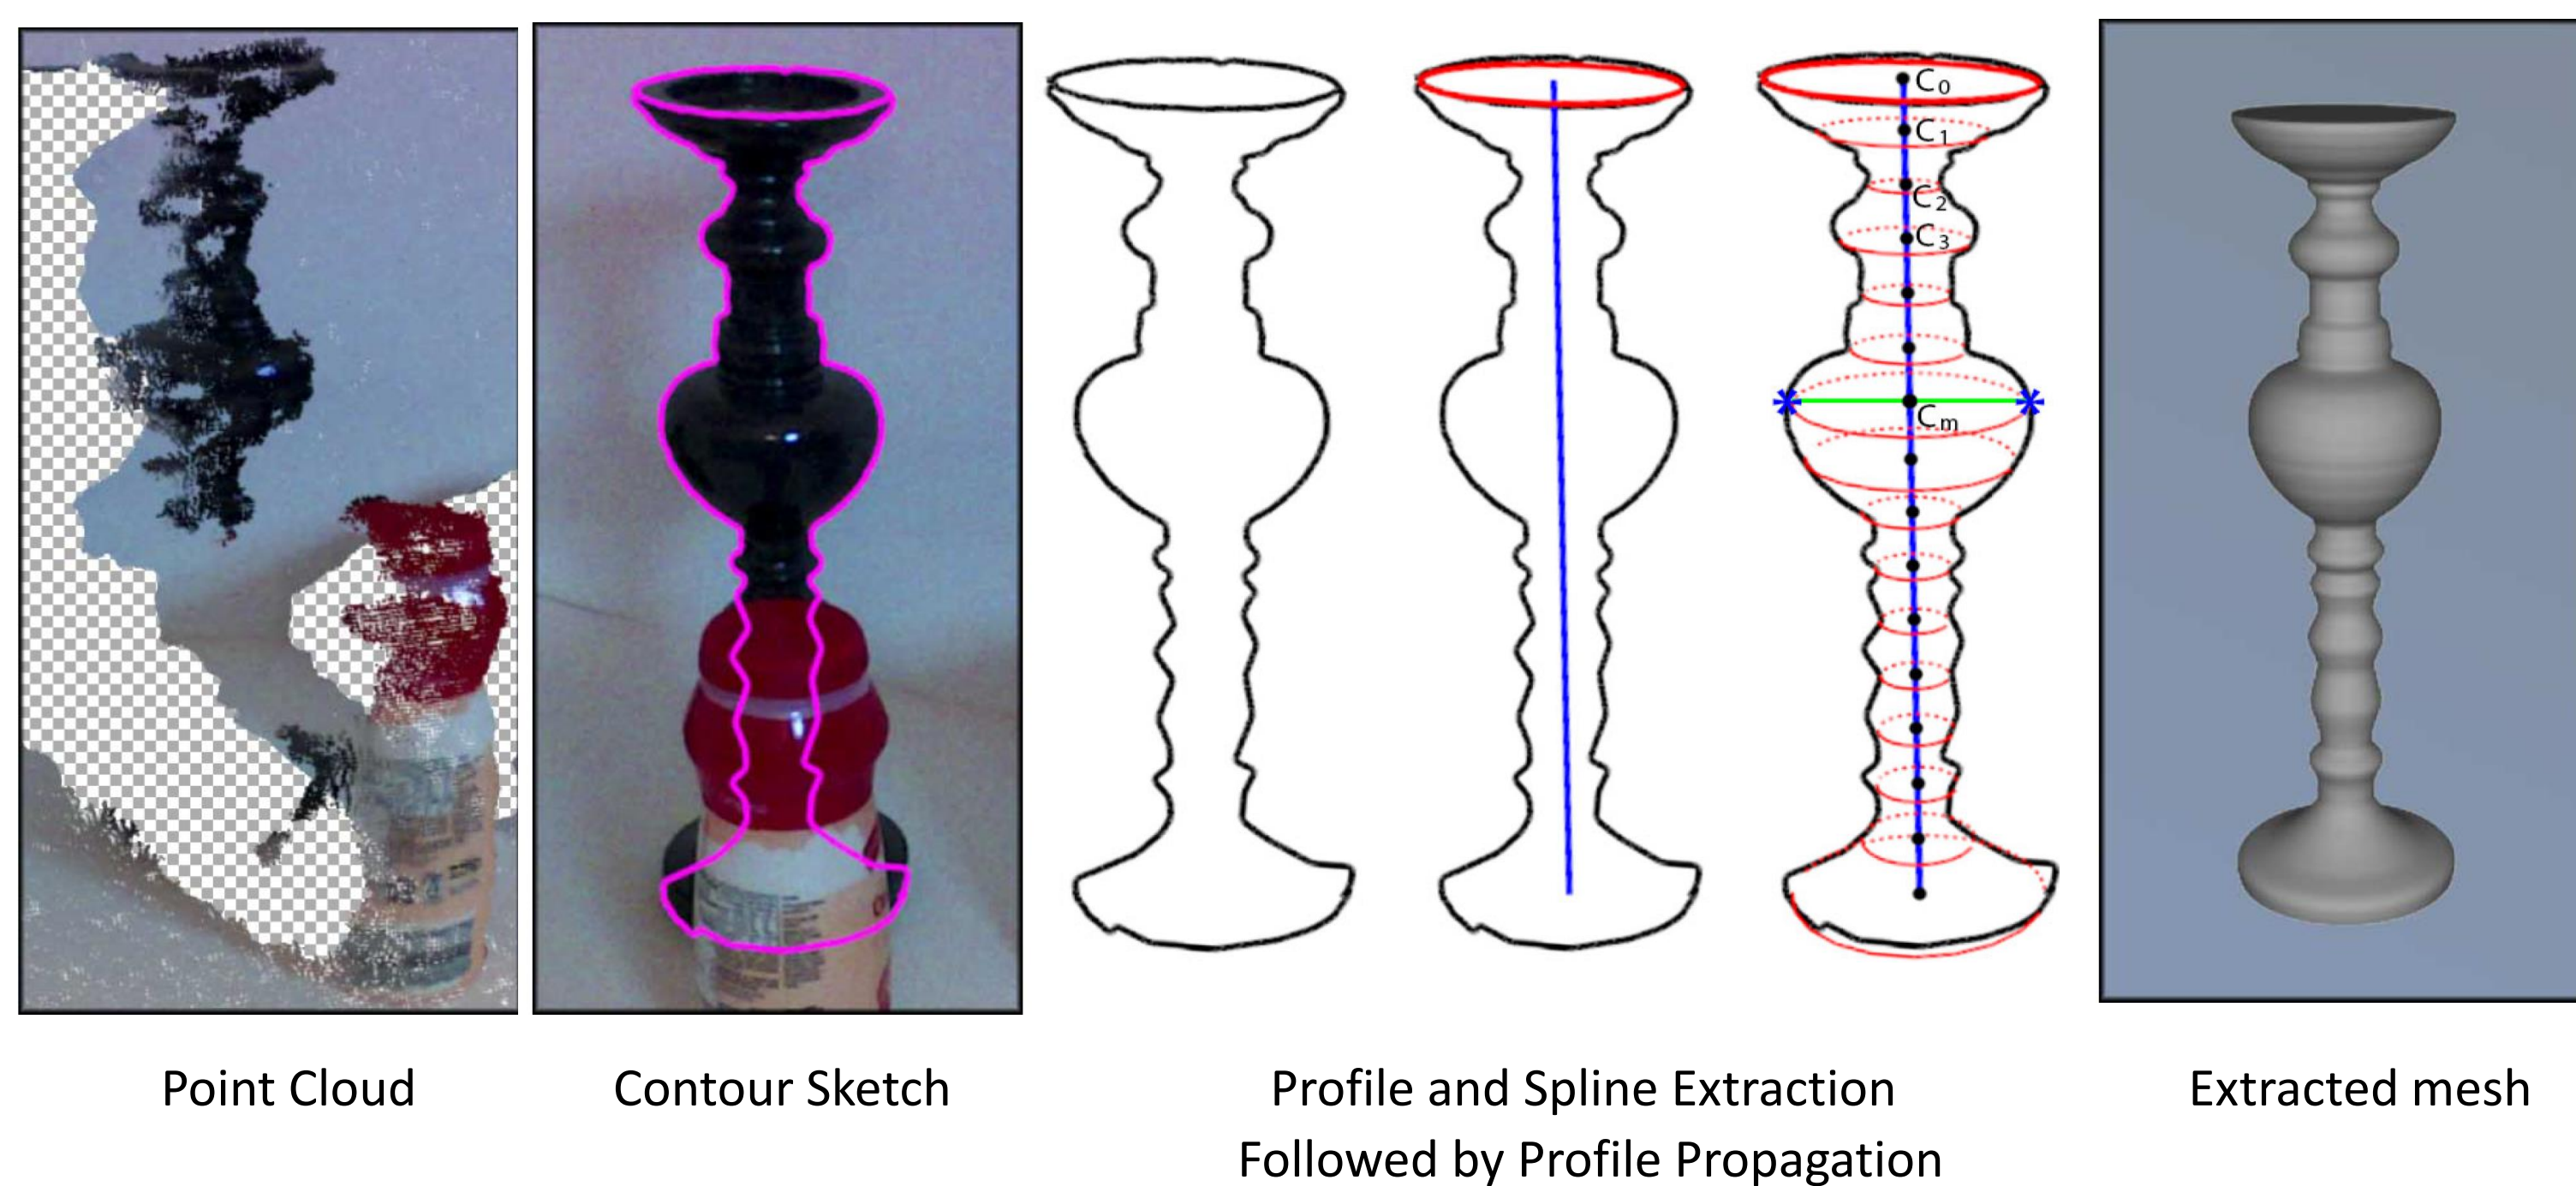 C0
C1
C2
C3
Cm
Point Cloud
Contour Sketch
Profile and Spline Extraction
Followed by Profile Propagation
Extracted mesh